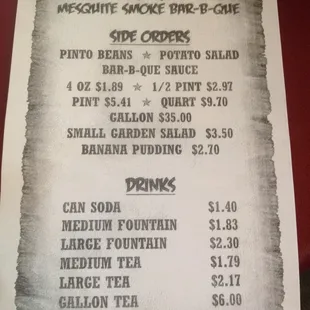 MESQUITE SMOKE BAR-B-QUE
SIDE ORDERS
PINTO BEANS ★ POTATO SALAD
BAR-B-QUE SAUCE
4 OZ $1.89 ★ 1/2 PINT $2.97
PINT $5.41 ★ QUART $9.70
GALLON $35.00
SMALL GARDEN SALAD $3.50
BANANA PUDDING $2.70
DRINKS
CAN SODA $1.40
MEDIUM FOUNTAIN $1.83
LARGE FOUNTAIN $2.30
MEDIUM TEA $1.79
LARGE TEA $2.17
GALLON TEA $6.00